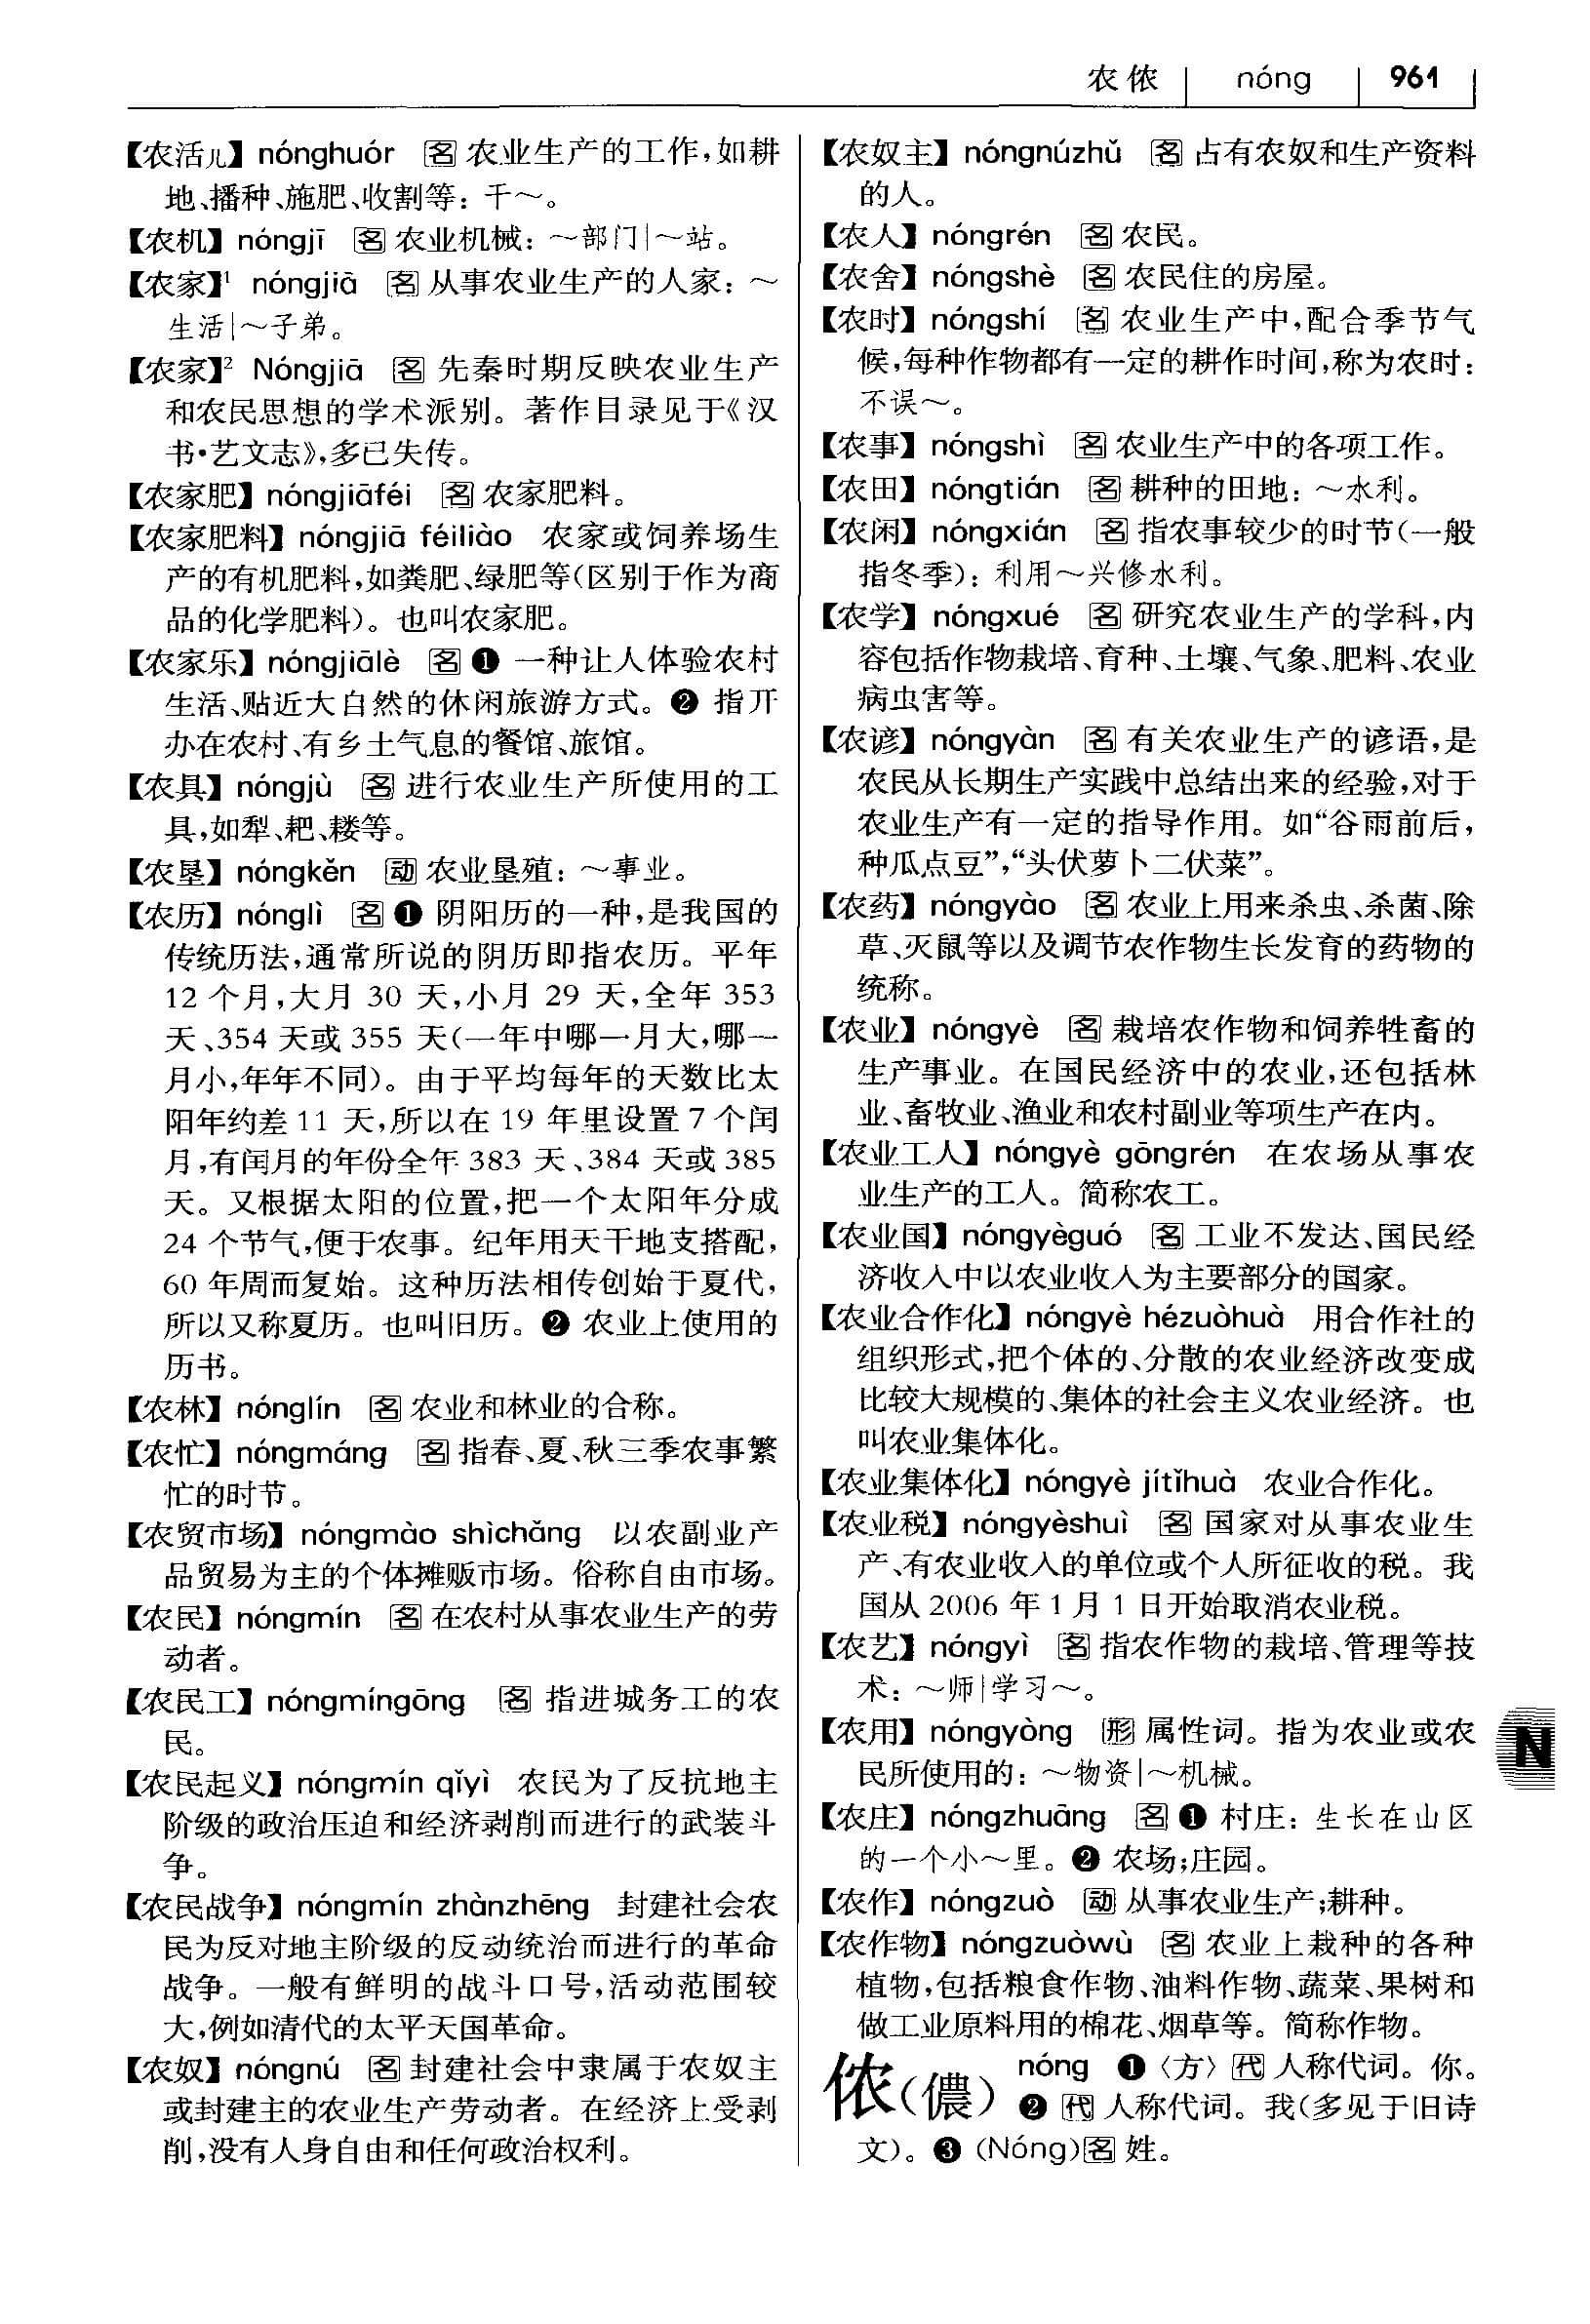 农侬 nóng 961
【农活儿】 nónghuór 名 农业生产的工作,如耕
地、播种、施肥、收割等：干～。
【农机】 nóngjī 名 农业机械：～部门|～站。
【农家】¹ nóngjiā 名 从事农业生产的人家：～
生活|～子弟。
【农家】² Nóngjiā 名 先秦时期反映农业生产
和农民思想的学术派别。著作目录见于《汉
书·艺文志》,多已失传。
【农家肥】 nóngjiāféi 名 农家肥料。
【农家肥料】 nóngjiā féiliào 农家或饲养场生
产的有机肥料,如粪肥、绿肥等(区别于作为商
品的化学肥料)。也叫农家肥。
【农家乐】 nóngjiālè 名 ❶ 一种让人体验农村
生活、贴近大自然的休闲旅游方式。❷ 指开
办在农村、有乡土气息的餐馆、旅馆。
【农具】 nóngjù 名 进行农业生产所使用的工
具,如犁、耙、耧等。
【农垦】 nóngkěn 动 农业垦殖：～事业。
【农历】 nónglì 名 ❶ 阴阳历的一种,是我国的
传统历法,通常所说的阴历即指农历。平年
12 个月,大月 30 天,小月 29 天,全年 353
天、354 天或 355 天(一年中哪一月大,哪一
月小,年年不同)。由于平均每年的天数比太
阳年约差 11 天,所以在 19 年里设置 7 个闰
月,有闰月的年份全年 383 天、384 天或 385
天。又根据太阳的位置,把一个太阳年分成
24 个节气,便于农事。纪年用天干地支搭配,
60 年周而复始。这种历法相传创始于夏代,
所以又称夏历。也叫旧历。❷ 农业上使用的
历书。
【农林】 nónglín 名 农业和林业的合称。
【农忙】 nóngmáng 名 指春、夏、秋三季农事繁
忙的时节。
【农贸市场】 nóngmào shìchǎng 以农副业产
品贸易为主的个体摊贩市场。俗称自由市场。
【农民】 nóngmín 名 在农村从事农业生产的劳
动者。
【农民工】 nóngmíngōng 名 指进城务工的农
民。
【农民起义】 nóngmín qǐyì 农民为了反抗地主
阶级的政治压迫和经济剥削而进行的武装斗
争。
【农民战争】 nóngmín zhànzhēng 封建社会农
民为反对地主阶级的反动统治而进行的革命
战争。一般有鲜明的战斗口号,活动范围较
大,例如清代的太平天国革命。
【农奴】 nóngnú 名 封建社会中隶属于农奴主
或封建主的农业生产劳动者。在经济上受剥
削,没有人身自由和任何政治权利。
【农奴主】 nóngnúzhǔ 名 占有农奴和生产资料
的人。
【农人】 nóngrén 名 农民。
【农舍】 nóngshè 名 农民住的房屋。
【农时】 nóngshí 名 农业生产中,配合季节气
候,每种作物都有一定的耕作时间,称为农时：
不误～。
【农事】 nóngshì 名 农业生产中的各项工作。
【农田】 nóngtián 名 耕种的田地：～水利。
【农闲】 nóngxián 名 指农事较少的时节(一般
指冬季)：利用～兴修水利。
【农学】 nóngxué 名 研究农业生产的学科,内
容包括作物栽培、育种、土壤、气象、肥料、农业
病虫害等。
【农谚】 nóngyàn 名 有关农业生产的谚语,是
农民从长期生产实践中总结出来的经验,对于
农业生产有一定的指导作用。如“谷雨前后,
种瓜点豆”,“头伏萝卜二伏菜”。
【农药】 nóngyào 名 农业上用来杀虫、杀菌、除
草、灭鼠等以及调节农作物生长发育的药物的
统称。
【农业】 nóngyè 名 栽培农作物和饲养牲畜的
生产事业。在国民经济中的农业,还包括林
业、畜牧业、渔业和农村副业等项生产在内。
【农业工人】 nóngyè gōngrén 在农场从事农
业生产的工人。简称农工。
【农业国】 nóngyèguó 名 工业不发达、国民经
济收入中以农业收入为主要部分的国家。
【农业合作化】 nóngyè hézuòhuà 用合作社的
组织形式,把个体的、分散的农业经济改变成
比较大规模的、集体的社会主义农业经济。也
叫农业集体化。
【农业集体化】 nóngyè jítǐhuà 农业合作化。
【农业税】 nóngyèshuì 名 国家对从事农业生
产、有农业收入的单位或个人所征收的税。我
国从 2006 年 1 月 1 日开始取消农业税。
【农艺】 nóngyì 名 指农作物的栽培、管理等技
术：～师|学习～。
【农用】 nóngyòng 形 属性词。指为农业或农
民所使用的：～物资|～机械。
【农庄】 nóngzhuāng 名 ❶ 村庄：生长在山区
的一个小～里。❷ 农场;庄园。
【农作】 nóngzuò 动 从事农业生产;耕种。
【农作物】 nóngzuòwù 名 农业上栽种的各种
植物,包括粮食作物、油料作物、蔬菜、果树和
做工业原料用的棉花、烟草等。简称作物。
侬(儂) nóng ❶〈方〉代 人称代词。你。
❷ 代 人称代词。我(多见于旧诗
文)。❸ (Nóng)名 姓。
N